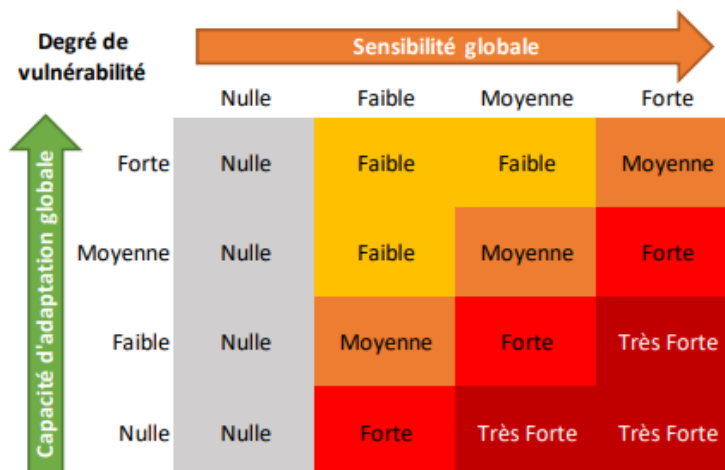 Degré de
vulnérabilité
Sensibilité globale
Nulle Faible Moyenne Forte
Capacité d'adaptation globale
Forte Nulle Faible Faible Moyenne
Moyenne Nulle Faible Moyenne Forte
Faible Nulle Moyenne Forte Très Forte
Nulle Nulle Forte Très Forte Très Forte